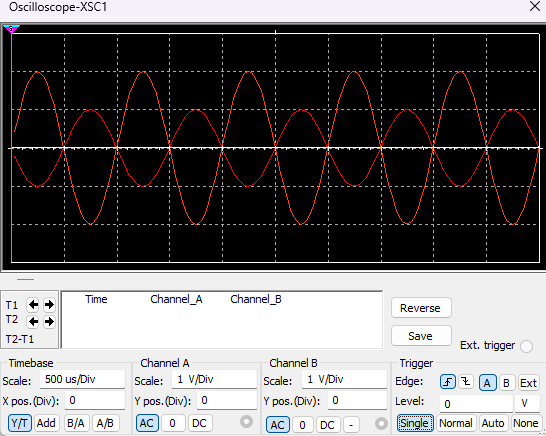 Oscilloscope-XSC1
T1
T2
T2-T1
Time Channel_A Channel_B
Reverse
Save
Ext. trigger
Timebase
Scale: 500 us/Div
X pos.(Div): 0
Y/T Add B/A A/B
Channel A
Scale: 1 V/Div
Y pos.(Div): 0
AC 0 DC
Channel B
Scale: 1 V/Div
Y pos.(Div): 0
AC 0 DC -
Trigger
Edge: A B Ext
Level: 0 V
Single Normal Auto None